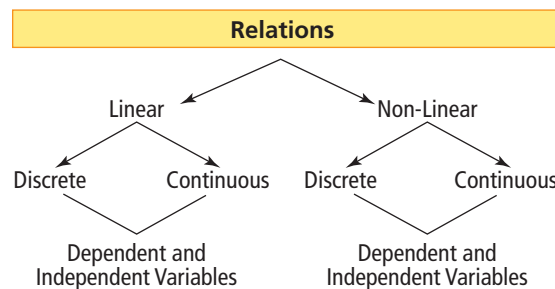 Relations
Linear Non-Linear
Discrete Continuous Discrete Continuous
Dependent and Dependent and
Independent Variables Independent Variables